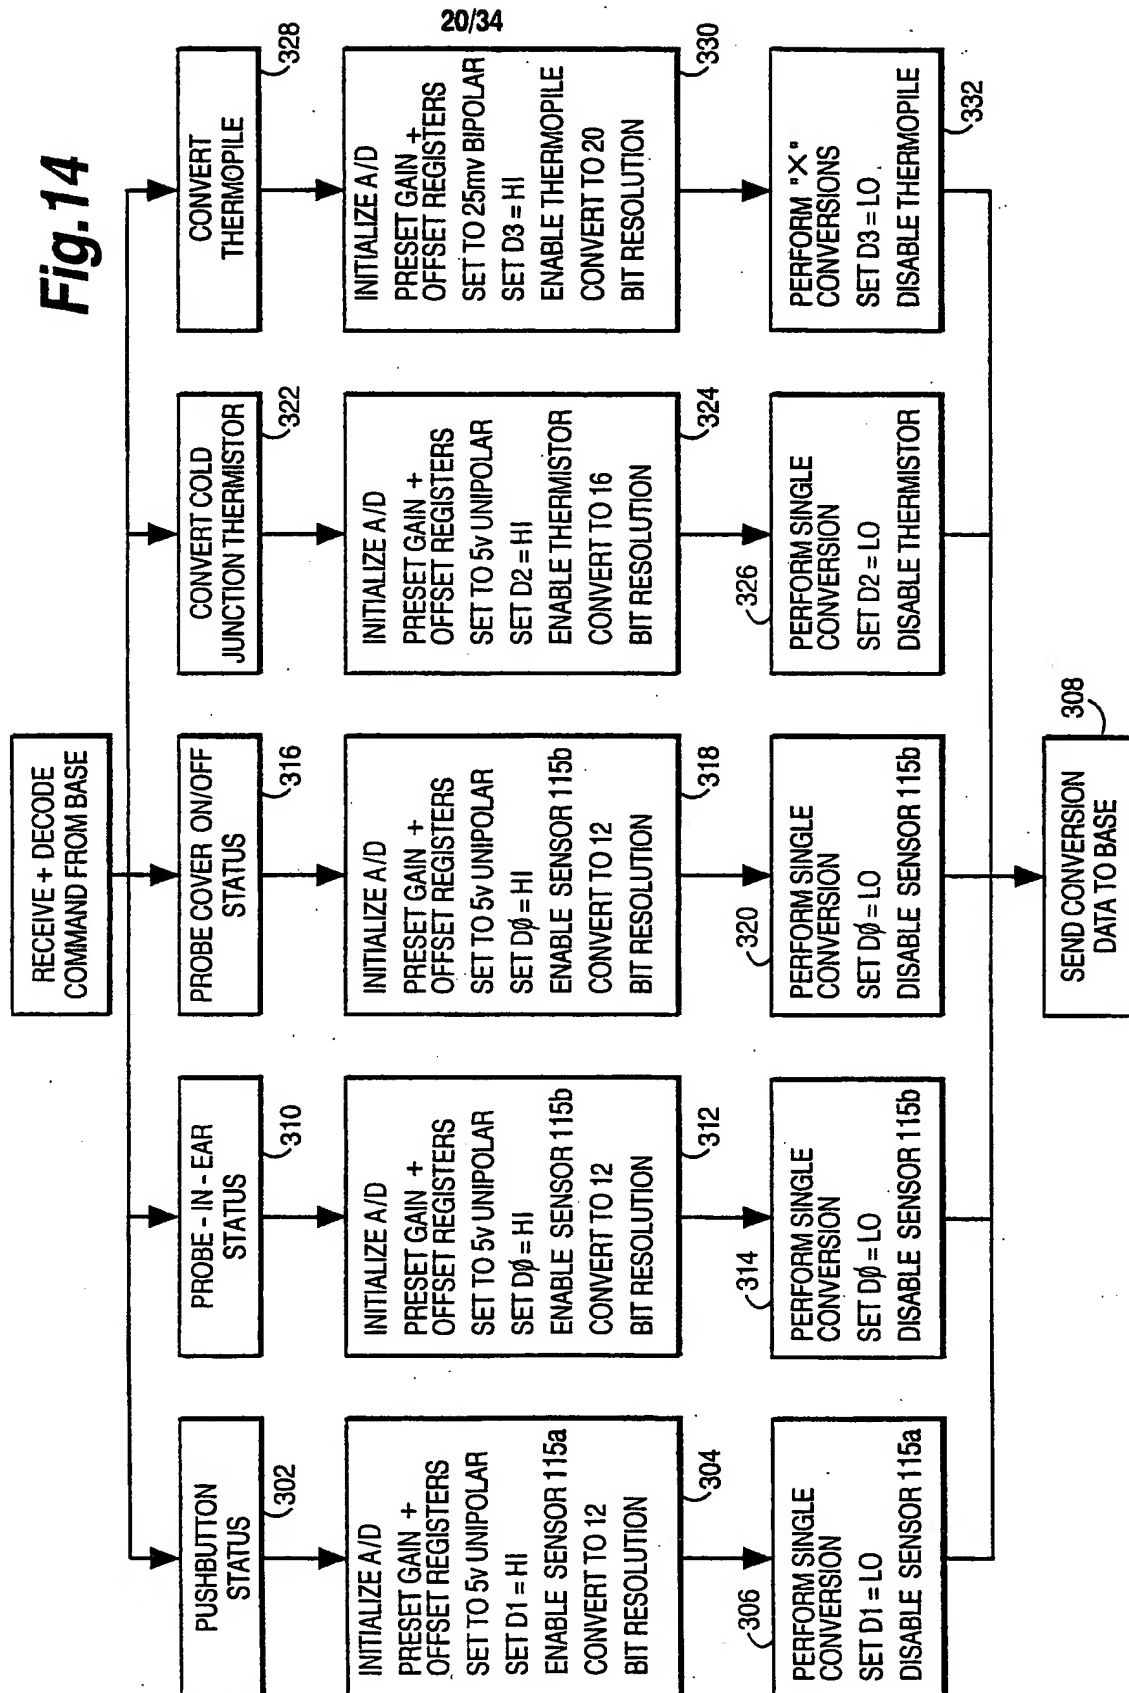 20/34
Fig.14
RECEIVE + DECODE
COMMAND FROM BASE
PUSHBUTTON
STATUS
302
INITIALIZE A/D
PRESET GAIN +
OFFSET REGISTERS
SET TO 5v UNIPOLAR
SET D1 = HI
ENABLE SENSOR 115a
CONVERT TO 12
BIT RESOLUTION
304
306
PERFORM SINGLE
CONVERSION
SET D1 = LO
DISABLE SENSOR 115a
PROBE - IN - EAR
STATUS
310
INITIALIZE A/D
PRESET GAIN +
OFFSET REGISTERS
SET TO 5v UNIPOLAR
SET DØ = HI
ENABLE SENSOR 115b
CONVERT TO 12
BIT RESOLUTION
312
314
PERFORM SINGLE
CONVERSION
SET DØ = LO
DISABLE SENSOR 115b
PROBE COVER ON/OFF
STATUS
316
INITIALIZE A/D
PRESET GAIN +
OFFSET REGISTERS
SET TO 5v UNIPOLAR
SET DØ = HI
ENABLE SENSOR 115b
CONVERT TO 12
BIT RESOLUTION
318
320
PERFORM SINGLE
CONVERSION
SET DØ = LO
DISABLE SENSOR 115b
CONVERT COLD
JUNCTION THERMISTOR
322
INITIALIZE A/D
PRESET GAIN +
OFFSET REGISTERS
SET TO 5v UNIPOLAR
SET D2 = HI
ENABLE THERMISTOR
CONVERT TO 16
BIT RESOLUTION
324
326
PERFORM SINGLE
CONVERSION
SET D2 = LO
DISABLE THERMISTOR
CONVERT
THERMOPILE
328
INITIALIZE A/D
PRESET GAIN +
OFFSET REGISTERS
SET TO 25mv BIPOLAR
SET D3 = HI
ENABLE THERMOPILE
CONVERT TO 20
BIT RESOLUTION
330
PERFORM "X"
CONVERSIONS
SET D3 = LO
DISABLE THERMOPILE
332
SEND CONVERSION
DATA TO BASE
308